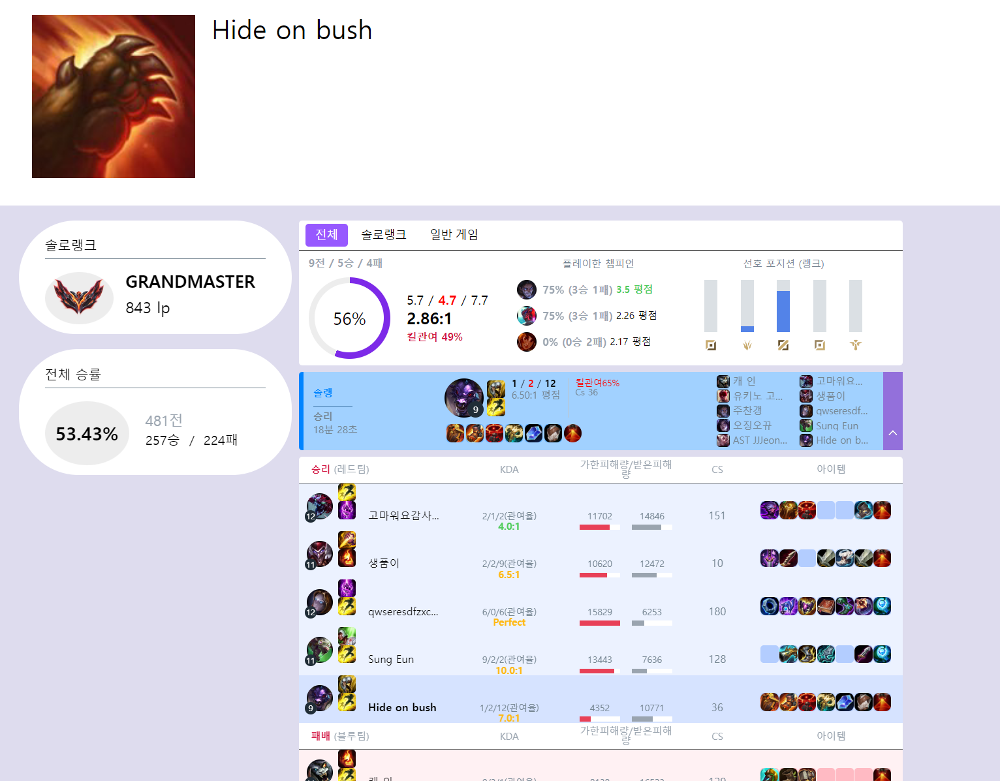 Hide on bush
솔로랭크
GRANDMASTER
843 lp
전체 승률
53.43%
481전
257승 / 224패
전체 솔로랭크 일반 게임
9전 / 5승 / 4패
56%
5.7 / 4.7 / 7.7
2.86:1
킬관여 49%
플레이한 챔피언
75% (3승 1패) 3.5 평점
75% (3승 1패) 2.26 평점
0% (0승 2패) 2.17 평점
선호 포지션 (랭크)
솔랭
승리
18분 28초
9
1 / 2 / 12
6.50:1 평점
킬관여65%
Cs 36
캐 인
유키노 고...
주찬갱
오징오뀨
AST JJJeon...
고마워요...
생품이
qwseresdf...
Sung Eun
Hide on b...
승리 (레드팀) KDA 가한피해량/받은피해
량 CS 아이템
12 고마워요감사... 2/1/2(관여율) 11702 14846 151
4.0:1
11 생품이 2/2/9(관여율) 10620 12472 10
6.5:1
12 qwseresdfzxc... 6/0/6(관여율) 15829 6253 180
Perfect
11 Sung Eun 9/2/2(관여율) 13443 7636 128
10.0:1
9 Hide on bush 1/2/12(관여율) 4352 10771 36
7.0:1
패배 (블루팀) KDA 가한피해량/받은피해
량 CS 아이템
캐 인